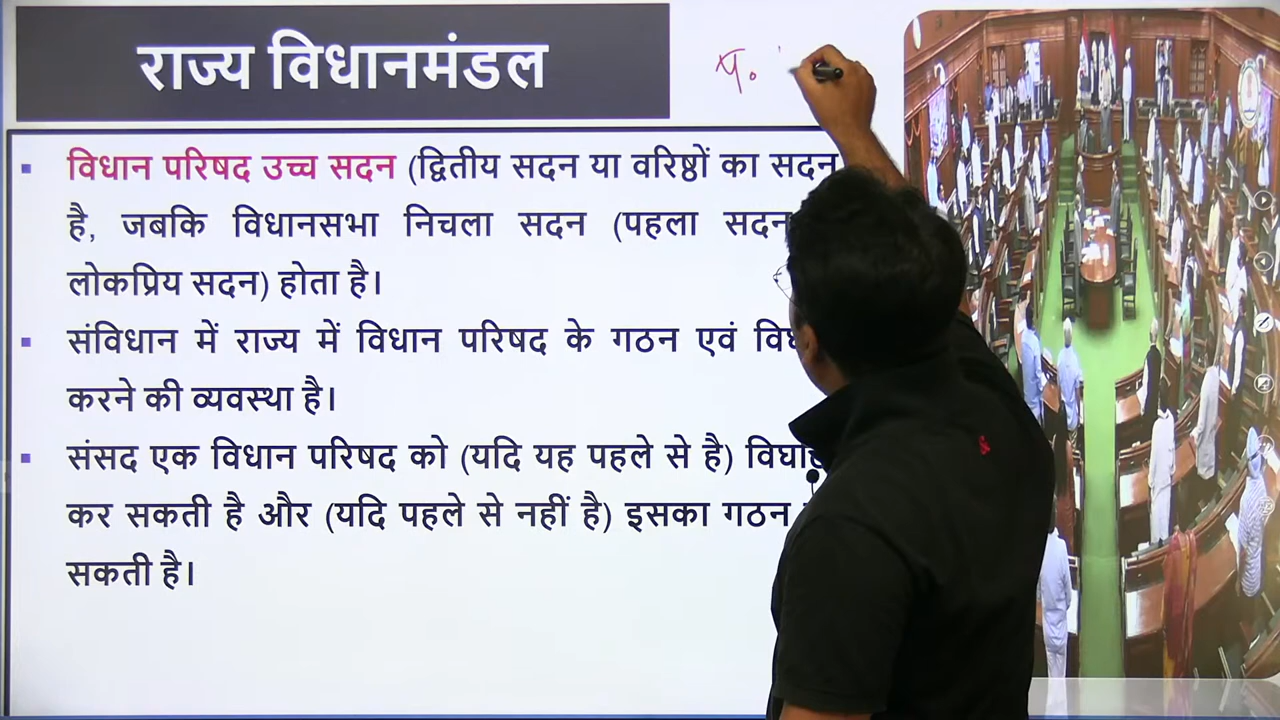 राज्य विधानमंडल
प.
विधान परिषद उच्च सदन (द्वितीय सदन या वरिष्ठों का सदन
है, जबकि विधानसभा निचला सदन (पहला सदन
लोकप्रिय सदन) होता है।
संविधान में राज्य में विधान परिषद के गठन एवं
करने की व्यवस्था है।
संसद एक विधान परिषद को (यदि यह पहले से है)
कर सकती है और (यदि पहले से नहीं है) इसका गठन
सकती है।